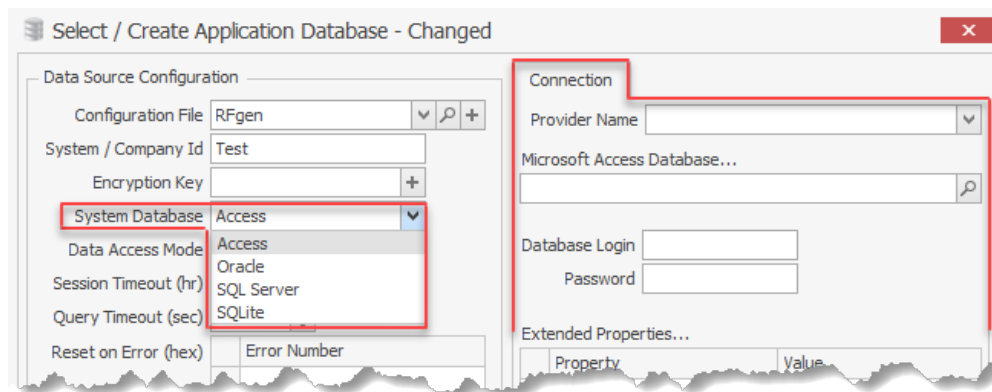 Select / Create Application Database - Changed
Data Source Configuration
Configuration File RFgen
System / Company Id Test
Encryption Key
System Database Access
Access
Data Access Mode
Oracle
Session Timeout (hr)
SQL Server
Query Timeout (sec)
SQLite
Reset on Error (hex) Error Number
Connection
Provider Name
Microsoft Access Database...
Database Login
Password
Extended Properties...
Property Value